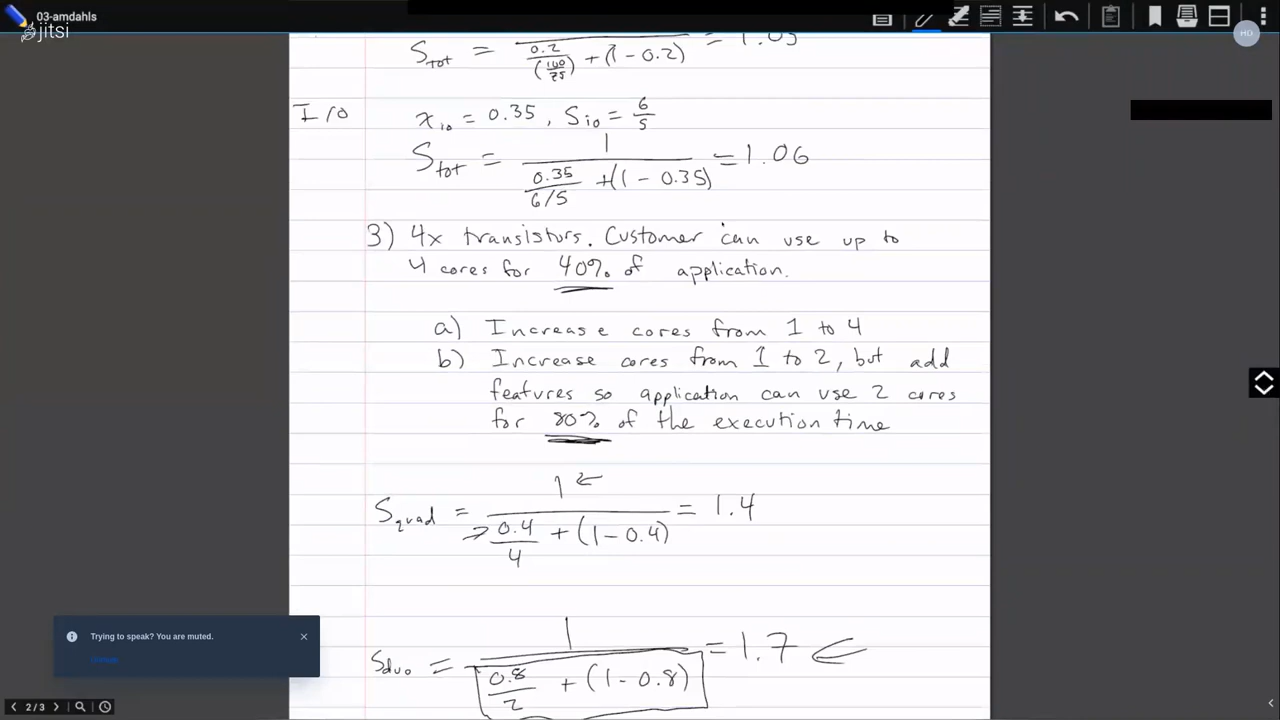 03-amdahls
jitsi
HD
S_tot = 0.2/(140/75) + (1 - 0.2) = 1.05
I/O
x_io = 0.35, S_io = 6/5
S_tot = 1/(0.35/(6/5) + (1 - 0.35)) = 1.06
3) 4x transistors. Customer can use up to
4 cores for 40% of application.
a) Increase cores from 1 to 4
b) Increase cores from 1 to 2, but add
features so application can use 2 cores
for 80% of the execution time
S_quad = 1/(0.4/4 + (1 - 0.4)) = 1.4
Trying to speak? You are muted.
S_duo = 1/(0.8/2 + (1 - 0.8)) = 1.7
2/3